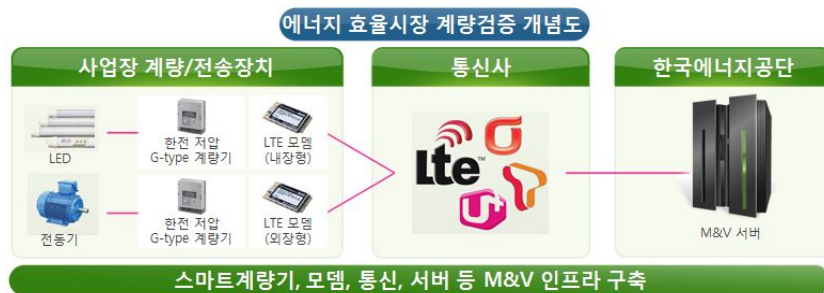 에너지 효율시장 계량검증 개념도
사업장 계량/전송장치
LED
한전 저압
G-type 계량기
LTE 모뎀
(내장형)
전동기
한전 저압
G-type 계량기
LTE 모뎀
(외장형)
통신사
Lte™
U+
한국에너지공단
M&V 서버
스마트계량기, 모뎀, 통신, 서버 등 M&V 인프라 구축